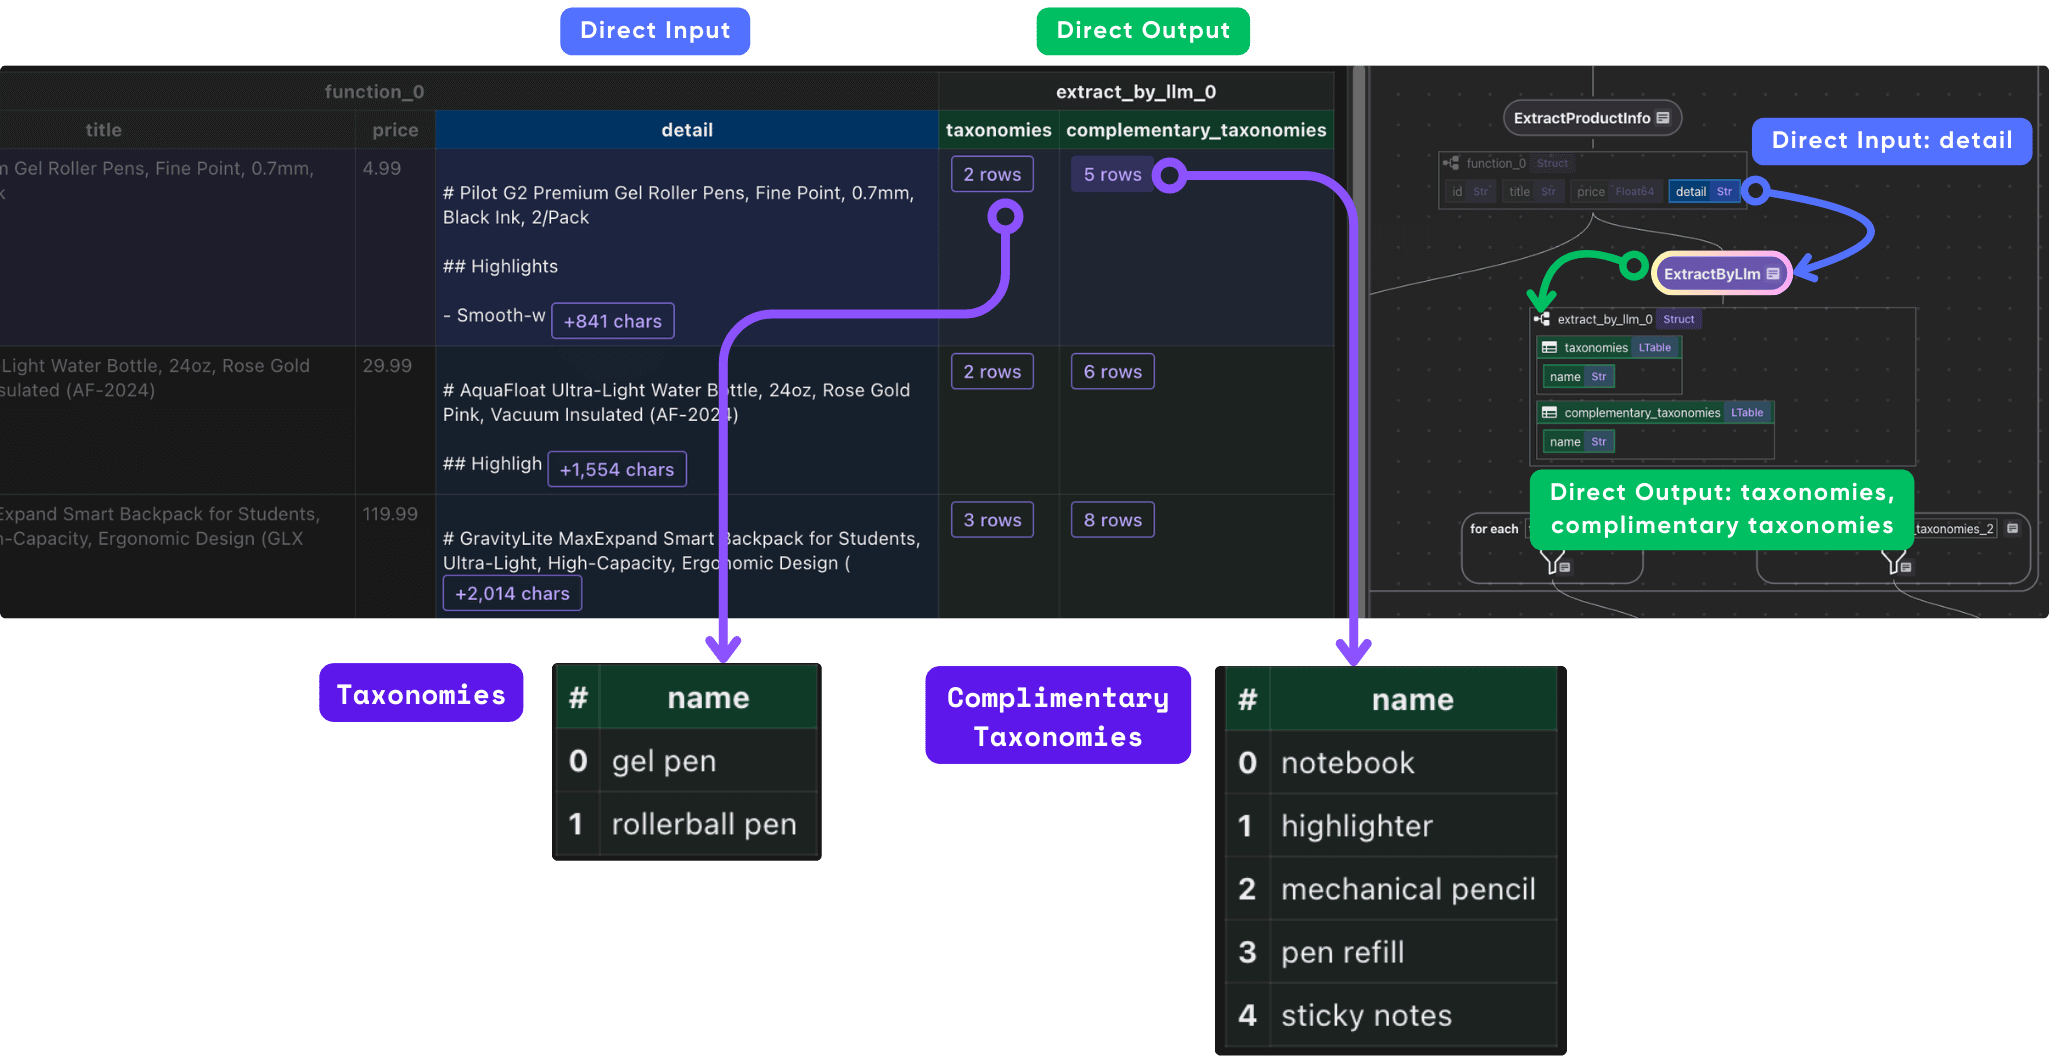 Direct Input
Direct Output
function_0
extract_by_llm_0
title
price
detail
taxonomies
complementary_taxonomies
Gel Roller Pens, Fine Point, 0.7mm,
4.99
# Pilot G2 Premium Gel Roller Pens, Fine Point, 0.7mm,
Black Ink, 2/Pack
## Highlights
- Smooth-w +841 chars
2 rows
5 rows
Light Water Bottle, 24oz, Rose Gold
sulated (AF-2024)
29.99
# AquaFloat Ultra-Light Water Bottle, 24oz, Rose Gold
Pink, Vacuum Insulated (AF-2024)
## Highligh +1,554 chars
2 rows
6 rows
Expand Smart Backpack for Students,
n-Capacity, Ergonomic Design (GLX
119.99
# GravityLite MaxExpand Smart Backpack for Students,
Ultra-Light, High-Capacity, Ergonomic Design (
+2,014 chars
3 rows
8 rows
ExtractProductInfo
Direct Input: detail
function_0 Struct
id Str title Str price Float64 detail Str
ExtractByLlm
extract_by_llm_0 Struct
taxonomies LTable
name Str
complementary_taxonomies LTable
name Str
Direct Output: taxonomies,
complimentary taxonomies
for each
_taxonomies_2
Taxonomies
# name
0 gel pen
1 rollerball pen
Complimentary
Taxonomies
# name
0 notebook
1 highlighter
2 mechanical pencil
3 pen refill
4 sticky notes